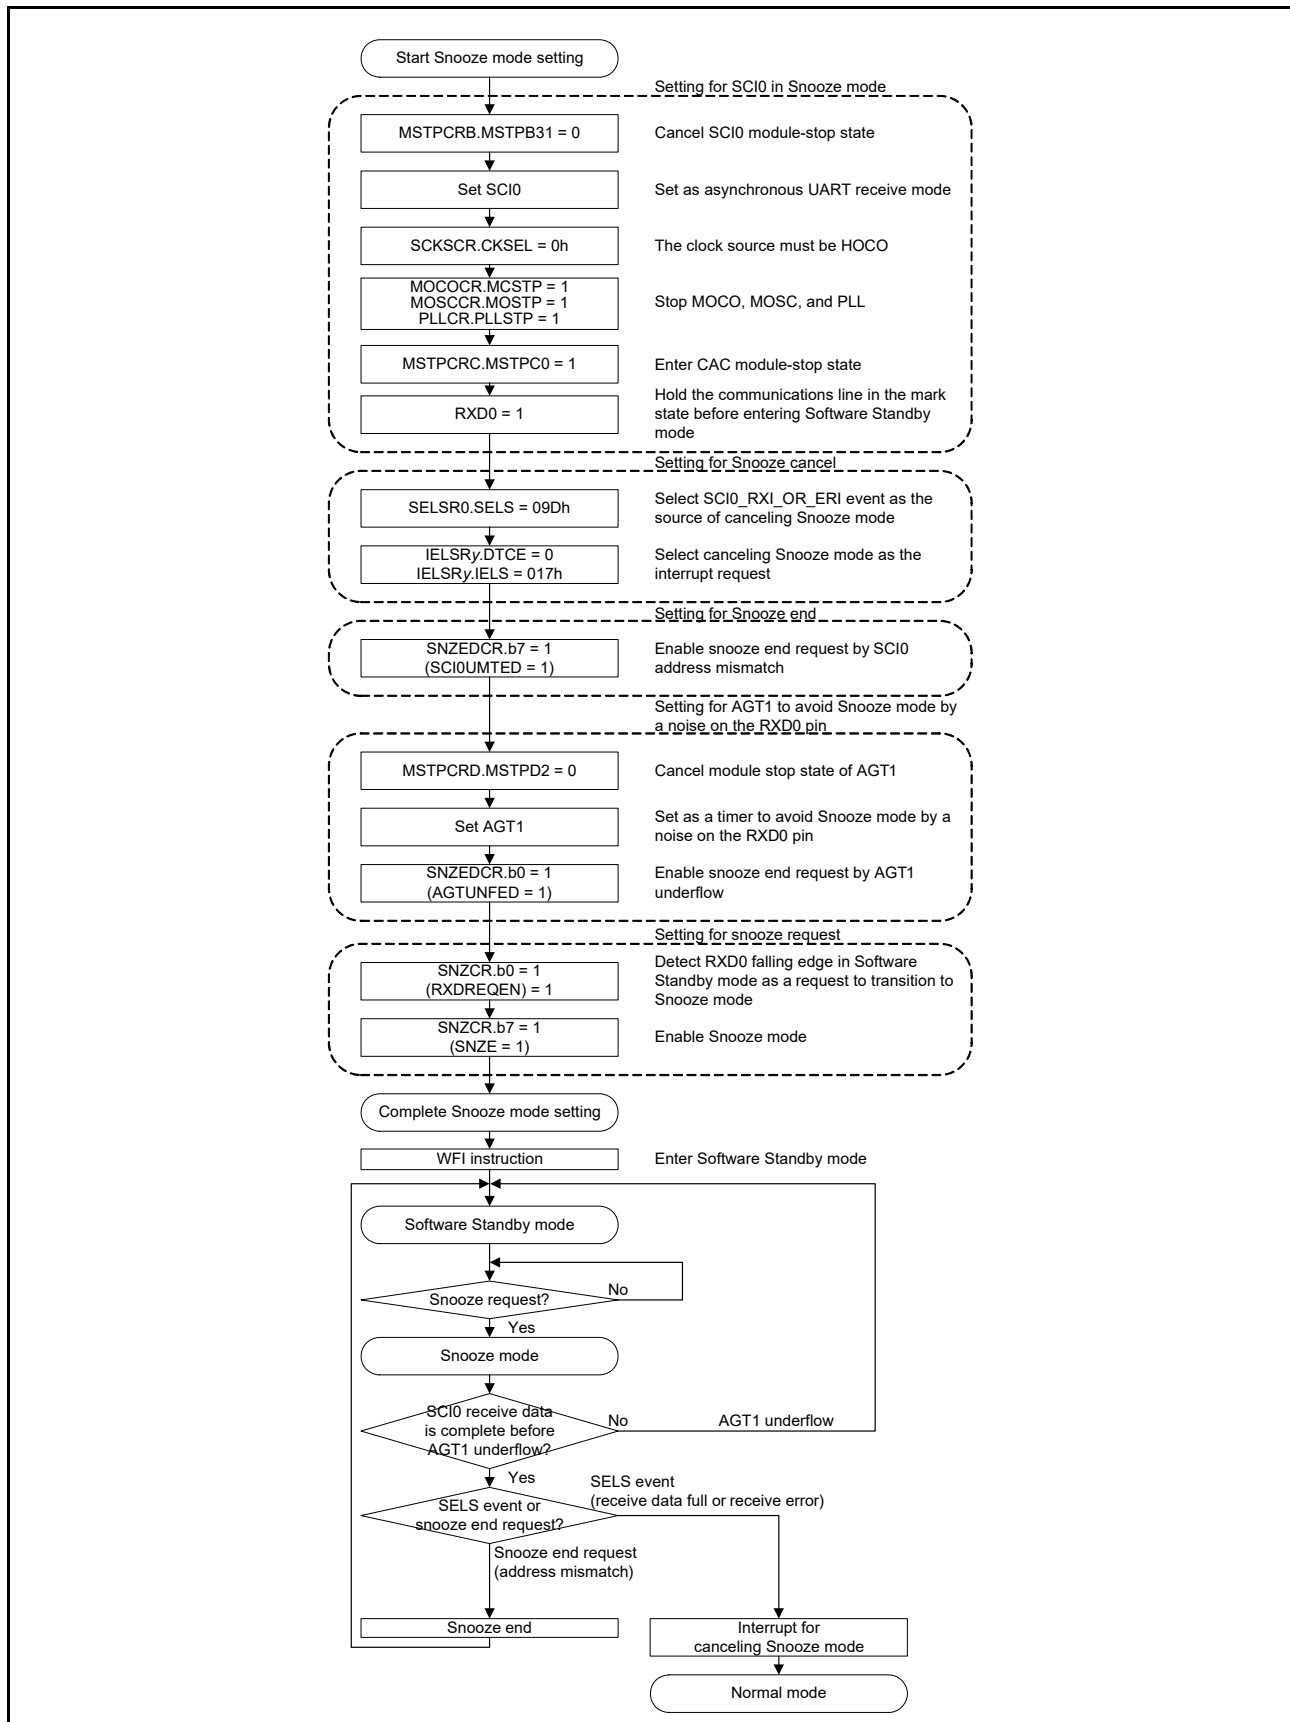 Start Snooze mode setting
Setting for SCI0 in Snooze mode
MSTPCRB.MSTPB31 = 0
Cancel SCI0 module-stop state
Set SCI0
Set as asynchronous UART receive mode
SCKSCR.CKSEL = 0h
The clock source must be HOCO
MOCOCR.MCSTP = 1
MOSCCR.MOSTP = 1
PLLCR.PLLSTP = 1
Stop MOCO, MOSC, and PLL
MSTPCRC.MSTPC0 = 1
Enter CAC module-stop state
RXD0 = 1
Hold the communications line in the mark
state before entering Software Standby
mode
Setting for Snooze cancel
SELSR0.SELS = 09Dh
Select SCI0_RXI_OR_ERI event as the
source of canceling Snooze mode
IELSRy.DTCE = 0
IELSRy.IELS = 017h
Select canceling Snooze mode as the
interrupt request
Setting for Snooze end
SNZEDCR.b7 = 1
(SCI0UMTED = 1)
Enable snooze end request by SCI0
address mismatch
Setting for AGT1 to avoid Snooze mode by
a noise on the RXD0 pin
MSTPCRD.MSTPD2 = 0
Cancel module stop state of AGT1
Set AGT1
Set as a timer to avoid Snooze mode by a
noise on the RXD0 pin
SNZEDCR.b0 = 1
(AGTUNFED = 1)
Enable snooze end request by AGT1
underflow
Setting for snooze request
SNZCR.b0 = 1
(RXDREQEN) = 1
Detect RXD0 falling edge in Software
Standby mode as a request to transition to
Snooze mode
SNZCR.b7 = 1
(SNZE = 1)
Enable Snooze mode
Complete Snooze mode setting
WFI instruction
Enter Software Standby mode
Software Standby mode
Snooze request?
No
Yes
Snooze mode
SCI0 receive data
is complete before
AGT1 underflow?
No
AGT1 underflow
Yes
SELS event
(receive data full or receive error)
SELS event or
snooze end request?
Snooze end request
(address mismatch)
Snooze end
Interrupt for
canceling Snooze mode
Normal mode